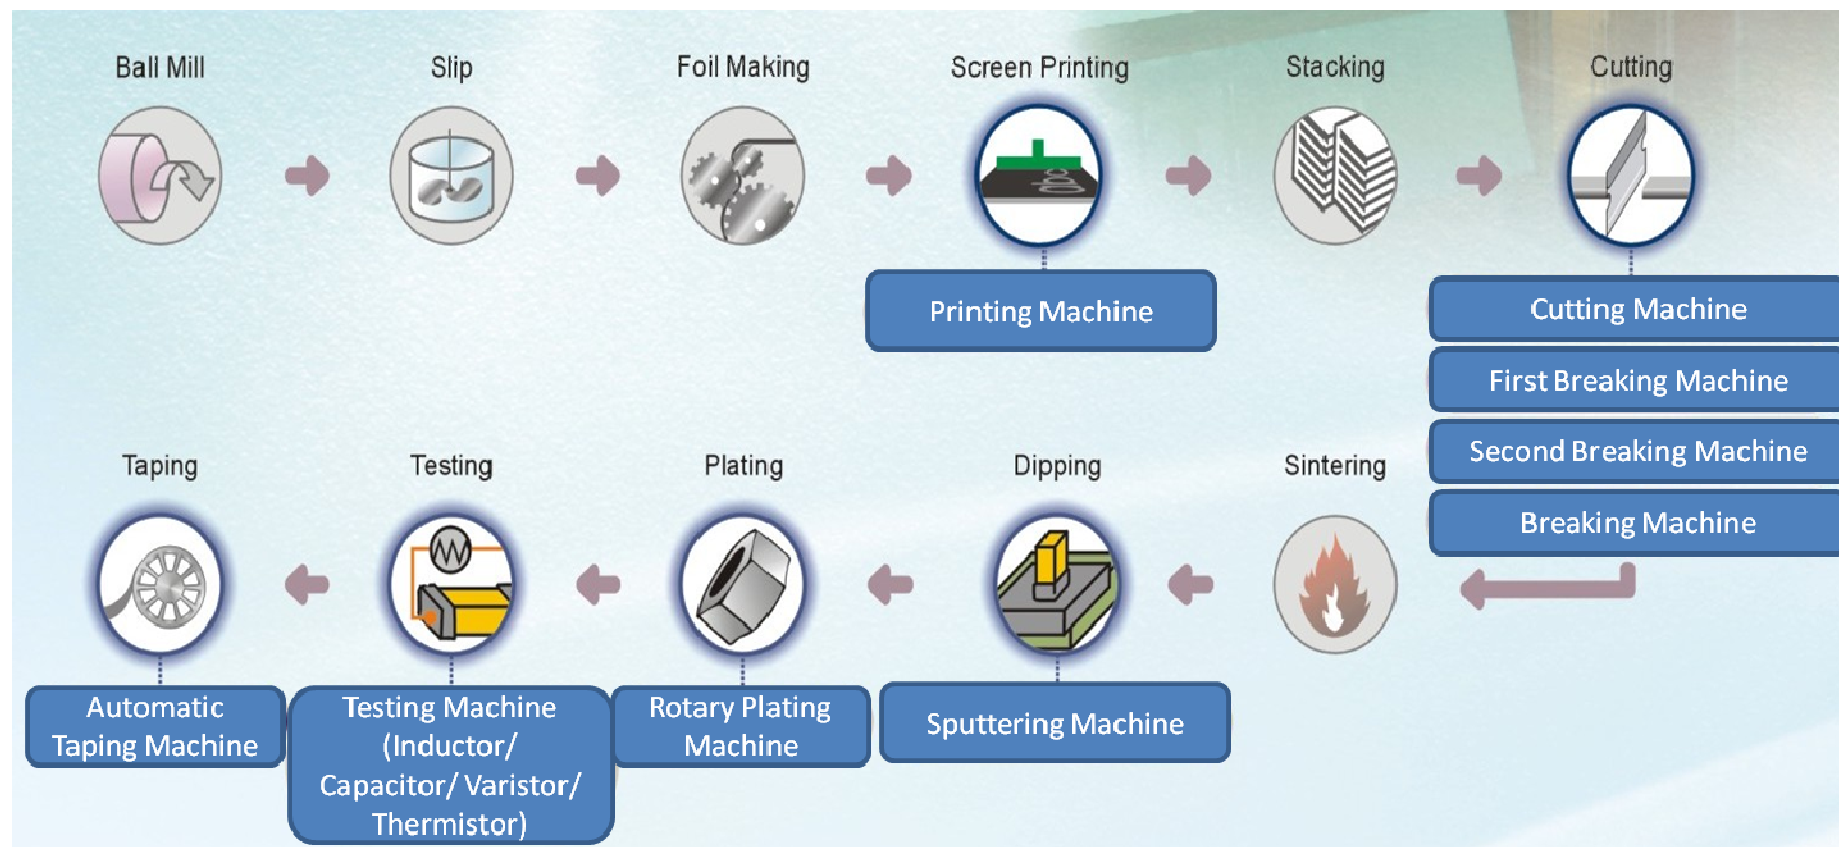 Ball Mill
Slip
Foil Making
Screen Printing
Stacking
Cutting
abc
Printing Machine
Cutting Machine
First Breaking Machine
Second Breaking Machine
Breaking Machine
Taping
Testing
Plating
Dipping
Sintering
Automatic
Taping Machine
Testing Machine
(Inductor/
Capacitor/ Varistor/
Thermistor)
Rotary Plating
Machine
Sputtering Machine